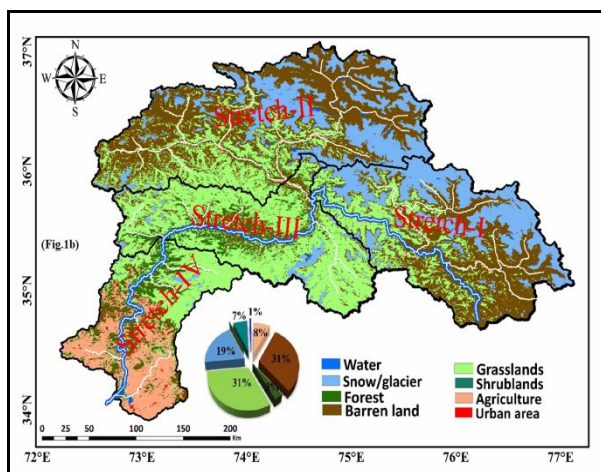 37°N
36°N
35°N
34°N
N
W
E
S
Stretch-II
Stretch-III
Stretch-I
Stretch-IV
(Fig.1b)
1%
7%
8%
19%
31%
31%
Water
Snow/glacier
Forest
Barren land
Grasslands
Shrublands
Agriculture
Urban area
0 25 50 100 150 200
Km
72°E 73°E 74°E 75°E 76°E 77°E